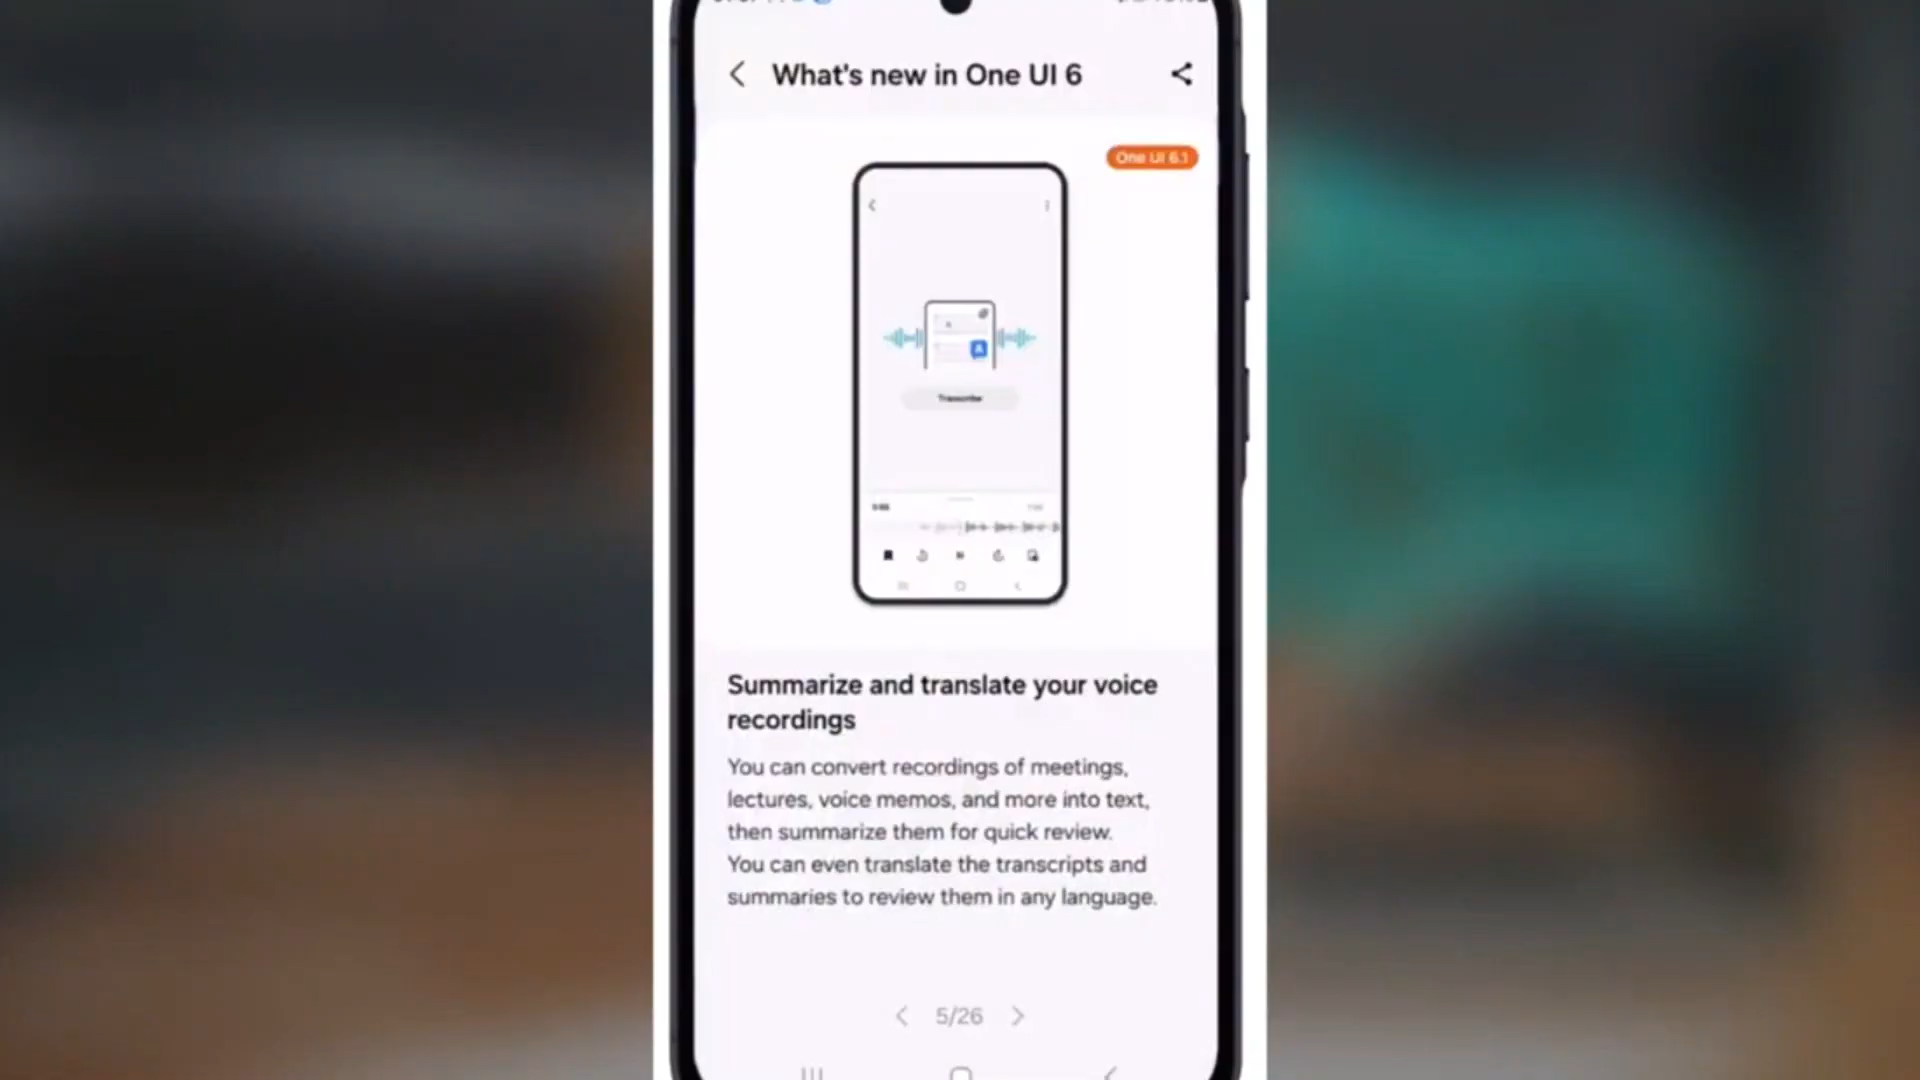 What's new in One UI 6
One UI 6.1
Transcribe
Summarize and translate your voice
recordings
You can convert recordings of meetings,
lectures, voice memos, and more into text,
then summarize them for quick review.
You can even translate the transcripts and
summaries to review them in any language.
5/26